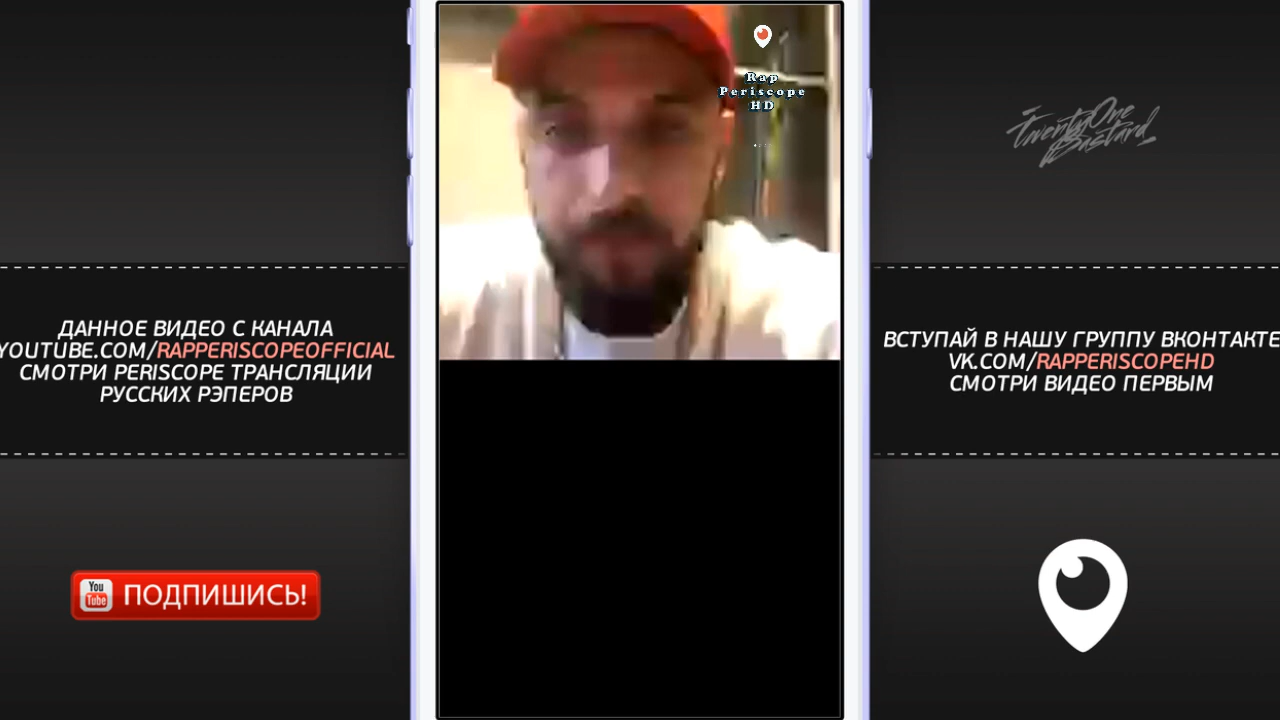 Rap
Periscope
HD
TwentyOne
Bastard
ДАННОЕ ВИДЕО С КАНАЛА
YOUTUBE.COM/RAPPERISCOPEOFFICIAL
СМОТРИ PERISCOPE ТРАНСЛЯЦИИ
РУССКИХ РЭПЕРОВ
ВСТУПАЙ В НАШУ ГРУППУ ВКОНТАКТЕ
VK.COM/RAPPERISCOPEHD
СМОТРИ ВИДЕО ПЕРВЫМ
You
Tube
ПОДПИШИСЬ!